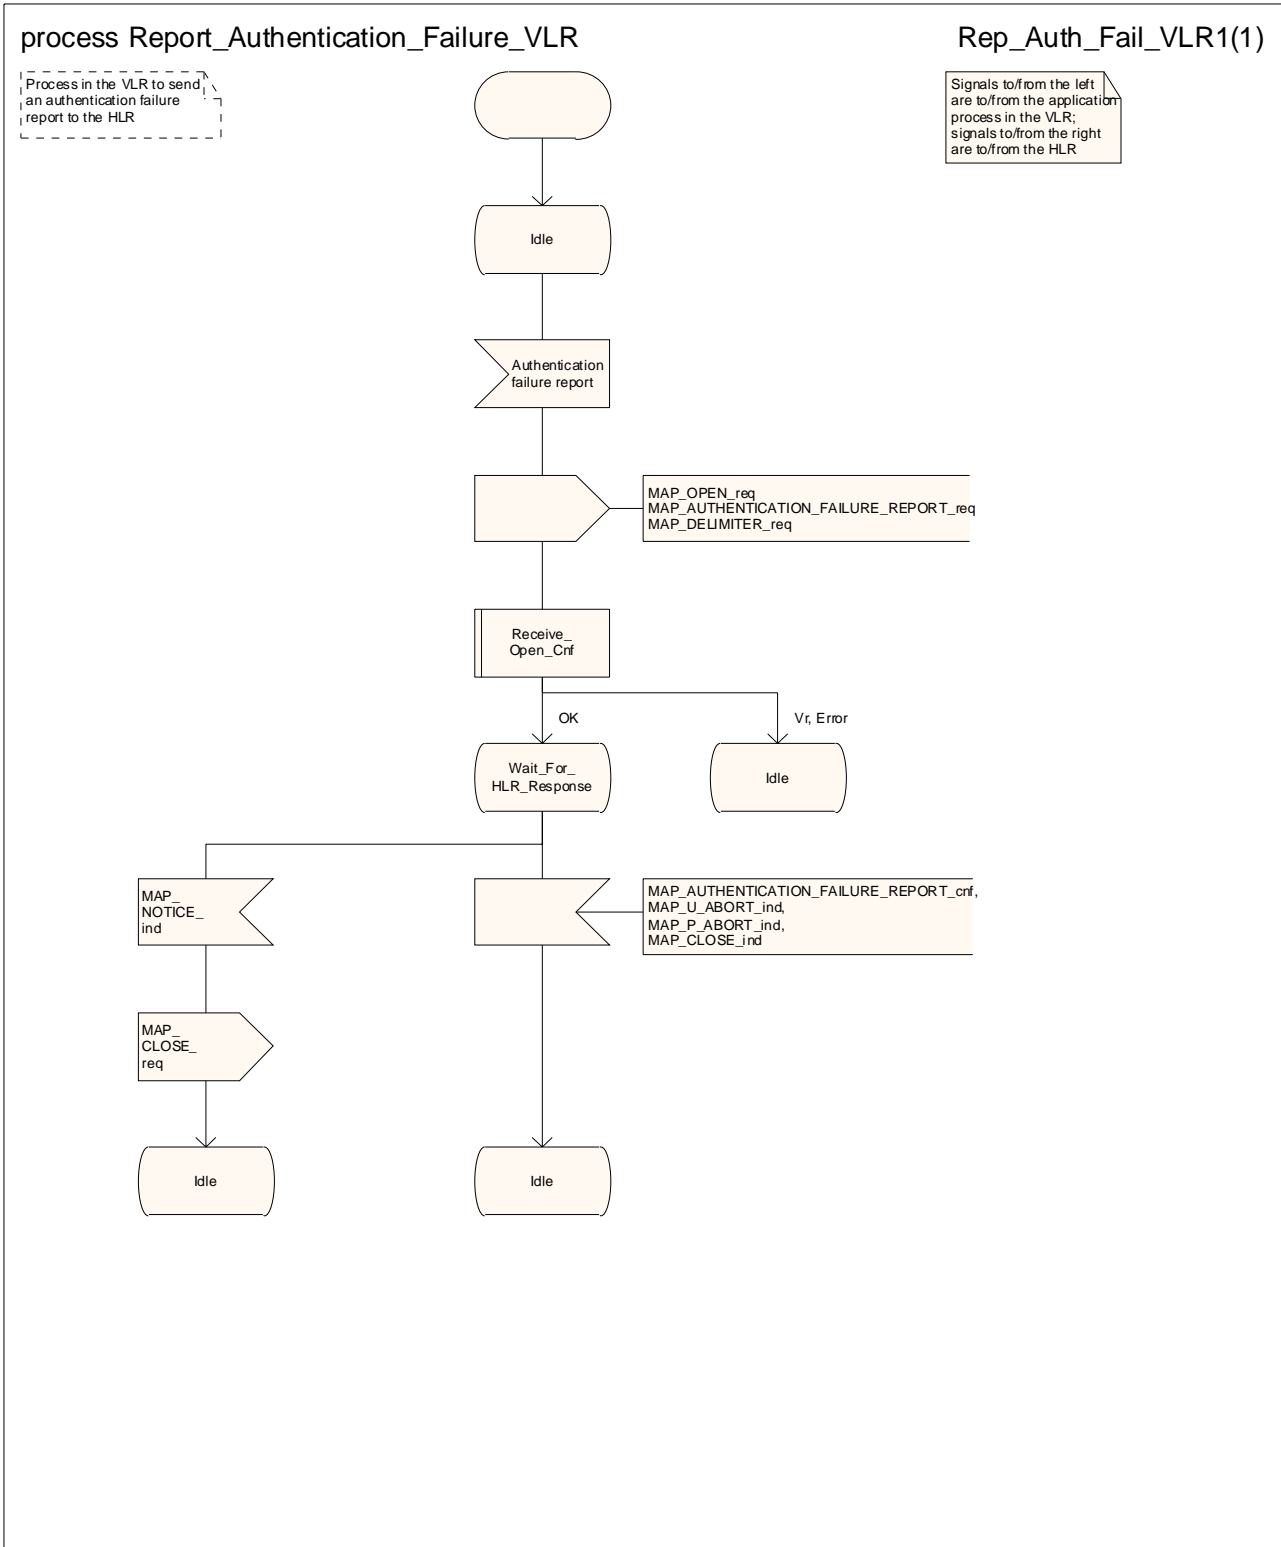 process Report_Authentication_Failure_VLR
Rep_Auth_Fail_VLR1(1)
Process in the VLR to send
an authentication failure
report to the HLR
Signals to/from the left
are to/from the application
process in the VLR;
signals to/from the right
are to/from the HLR
Idle
Authentication
failure report
MAP_OPEN_req
MAP_AUTHENTICATION_FAILURE_REPORT_req
MAP_DELIMITER_req
Receive_
Open_Cnf
OK
Vr, Error
Wait_For_
HLR_Response
Idle
MAP_
NOTICE_
ind
MAP_AUTHENTICATION_FAILURE_REPORT_cnf,
MAP_U_ABORT_ind,
MAP_P_ABORT_ind,
MAP_CLOSE_ind
MAP_
CLOSE_
req
Idle
Idle